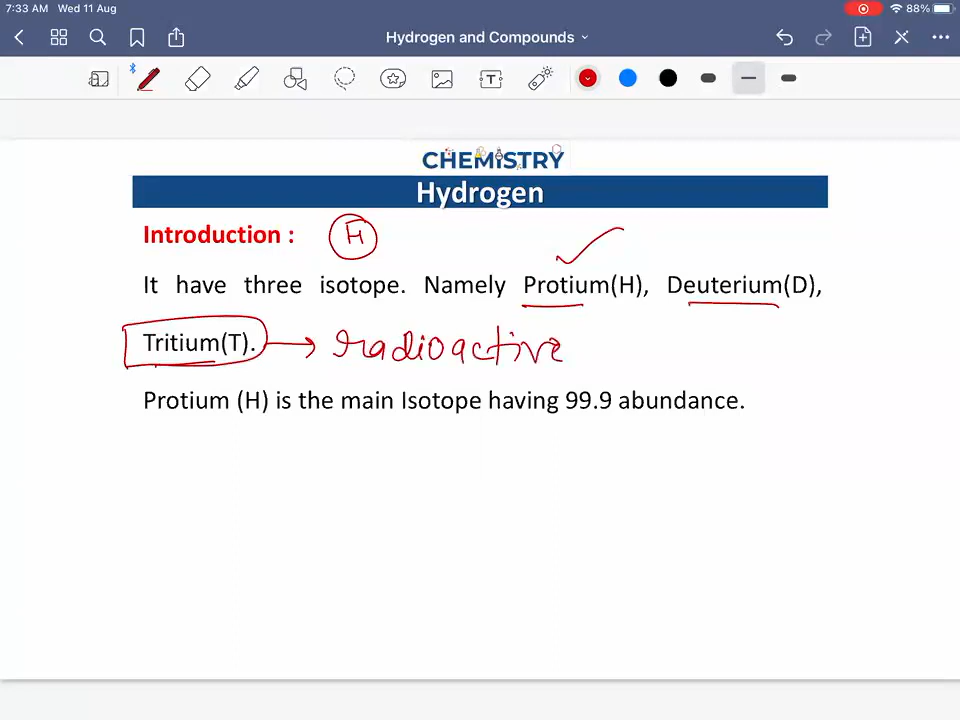 7:33 AM Wed 11 Aug
88%
Hydrogen and Compounds
T
CHEMISTRY
Hydrogen
Introduction : H
It have three isotope. Namely Protium(H), Deuterium(D),
Tritium(T). radioactive
Protium (H) is the main Isotope having 99.9 abundance.